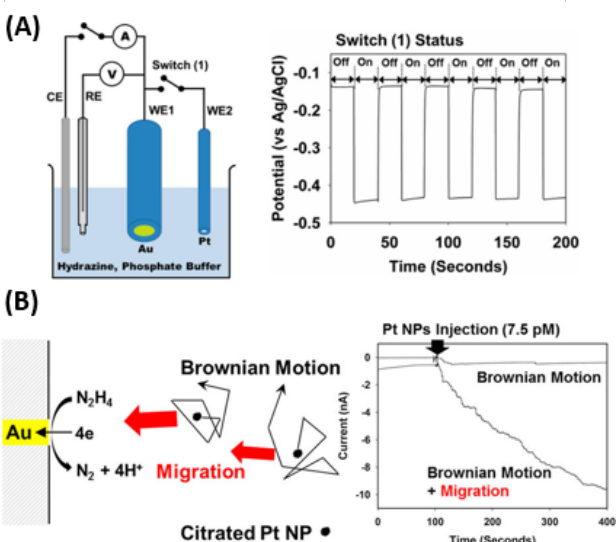 (A)
A
Switch (1)
V
CE
RE
WE1
WE2
Au
Pt
Hydrazine, Phosphate Buffer
Switch (1) Status
Off On Off On Off On Off On Off On
Potential (vs Ag/AgCl)
-0.1
-0.2
-0.3
-0.4
-0.5
0 50 100 150 200
Time (Seconds)
(B)
Brownian Motion
N₂H₄
Au
4e
N₂ + 4H⁺
Migration
Citrated Pt NP
Pt NPs Injection (7.5 pM)
Current (nA)
0
-2
-4
-6
-8
-10
Brownian Motion
Brownian Motion
+ Migration
0 100 200 300 400
Time (Seconds)